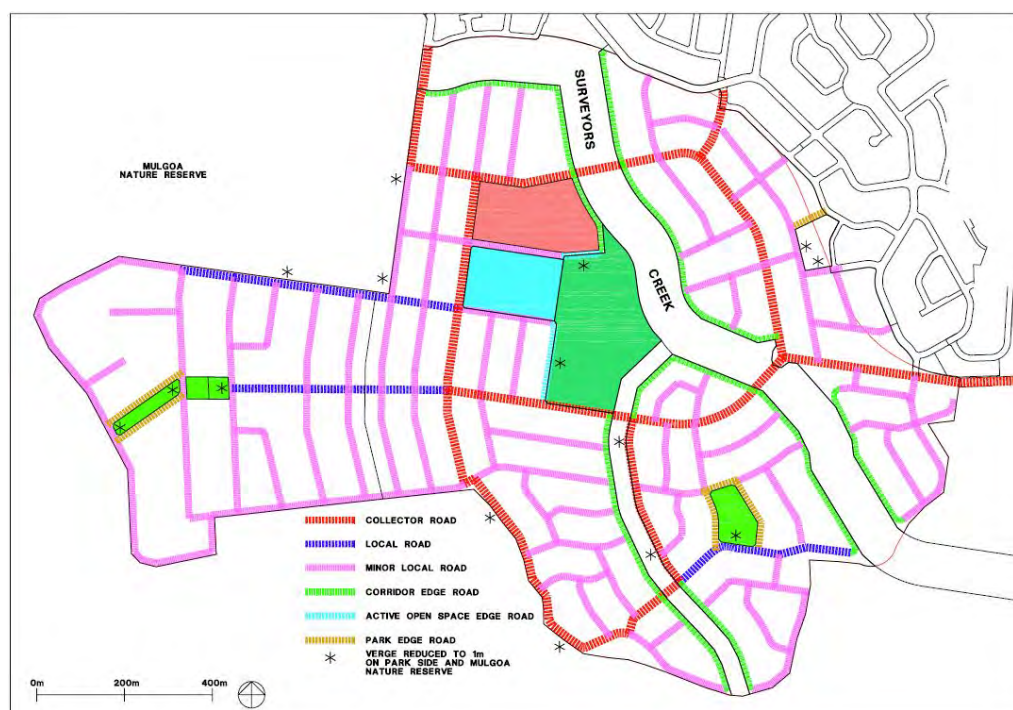 SURVEYORS
CREEK
MULGOA
NATURE RESERVE
COLLECTOR ROAD
LOCAL ROAD
MINOR LOCAL ROAD
CORRIDOR EDGE ROAD
ACTIVE OPEN SPACE EDGE ROAD
PARK EDGE ROAD
VERGE REDUCED TO 1m
ON PARK SIDE AND MULGOA
NATURE RESERVE
0m 200m 400m